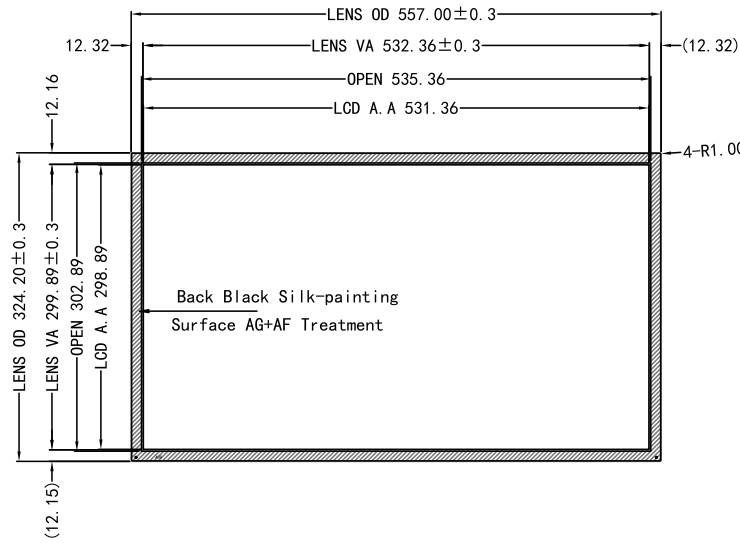 LENS OD 557.00±0.3
12.32
LENS VA 532.36±0.3
(12.32)
OPEN 535.36
LCD A.A 531.36
12.16
4-R1.00
LENS OD 324.20±0.3
LENS VA 299.89±0.3
OPEN 302.89
LCD A.A 298.89
Back Black Silk-painting
Surface AG+AF Treatment
(12.15)